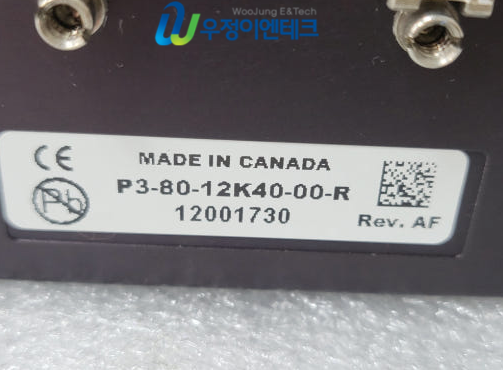 WooJung E&Tech
우정이엔테크
CE
MADE IN CANADA
Pb
P3-80-12K40-00-R
12001730
Rev. AF